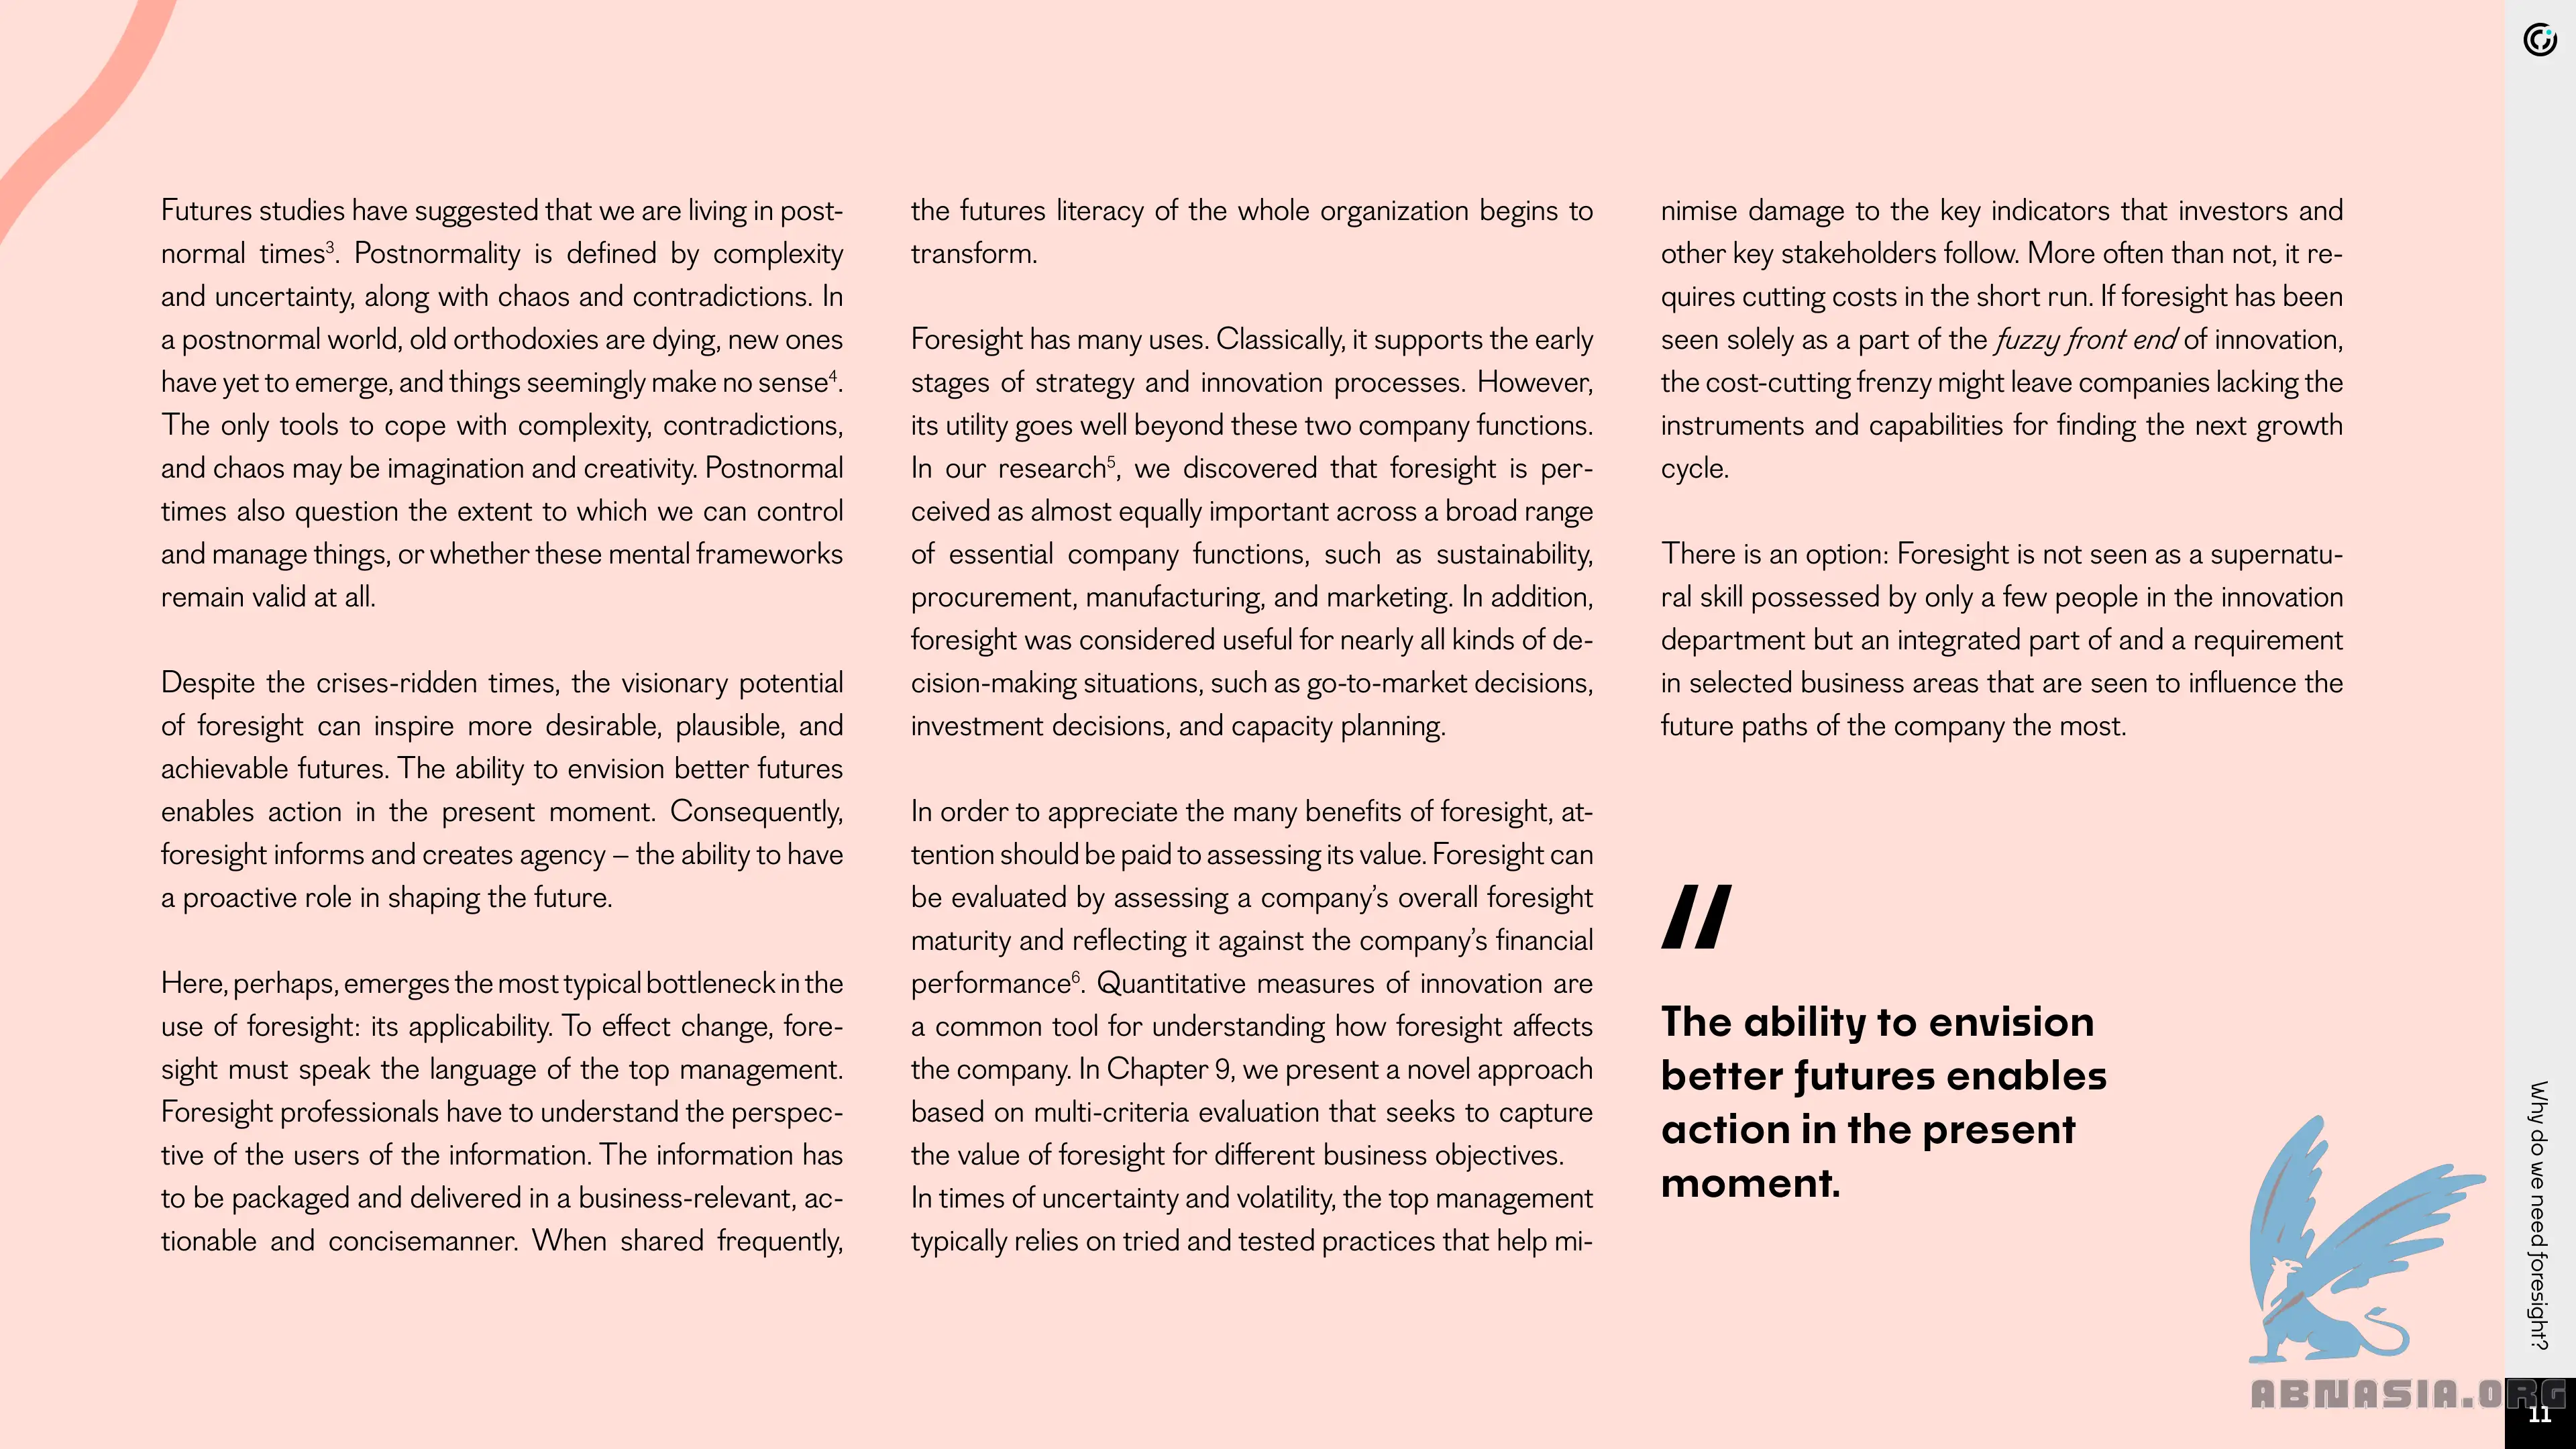 Futures studies have suggested that we are living in post-
normal times³. Postnormality is defined by complexity
and uncertainty, along with chaos and contradictions. In
a postnormal world, old orthodoxies are dying, new ones
have yet to emerge, and things seemingly make no sense⁴.
The only tools to cope with complexity, contradictions,
and chaos may be imagination and creativity. Postnormal
times also question the extent to which we can control
and manage things, or whether these mental frameworks
remain valid at all.
Despite the crises-ridden times, the visionary potential
of foresight can inspire more desirable, plausible, and
achievable futures. The ability to envision better futures
enables action in the present moment. Consequently,
foresight informs and creates agency – the ability to have
a proactive role in shaping the future.
Here, perhaps, emerges the most typical bottleneck in the
use of foresight: its applicability. To effect change, fore-
sight must speak the language of the top management.
Foresight professionals have to understand the perspec-
tive of the users of the information. The information has
to be packaged and delivered in a business-relevant, ac-
tionable and concisemanner. When shared frequently,
the futures literacy of the whole organization begins to
transform.
Foresight has many uses. Classically, it supports the early
stages of strategy and innovation processes. However,
its utility goes well beyond these two company functions.
In our research⁵, we discovered that foresight is per-
ceived as almost equally important across a broad range
of essential company functions, such as sustainability,
procurement, manufacturing, and marketing. In addition,
foresight was considered useful for nearly all kinds of de-
cision-making situations, such as go-to-market decisions,
investment decisions, and capacity planning.
In order to appreciate the many benefits of foresight, at-
tention should be paid to assessing its value. Foresight can
be evaluated by assessing a company’s overall foresight
maturity and reflecting it against the company’s financial
performance⁶. Quantitative measures of innovation are
a common tool for understanding how foresight affects
the company. In Chapter 9, we present a novel approach
based on multi-criteria evaluation that seeks to capture
the value of foresight for different business objectives.
In times of uncertainty and volatility, the top management
typically relies on tried and tested practices that help mi-
nimise damage to the key indicators that investors and
other key stakeholders follow. More often than not, it re-
quires cutting costs in the short run. If foresight has been
seen solely as a part of the fuzzy front end of innovation,
the cost-cutting frenzy might leave companies lacking the
instruments and capabilities for finding the next growth
cycle.
There is an option: Foresight is not seen as a supernatu-
ral skill possessed by only a few people in the innovation
department but an integrated part of and a requirement
in selected business areas that are seen to influence the
future paths of the company the most.
The ability to envision
better futures enables
action in the present
moment.
Why do we need foresight?
ABNASIA.ORG
11